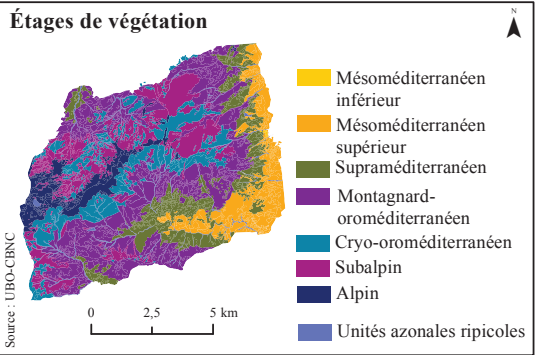 Étages de végétation
N
Mésoméditerranéen
inférieur
Mésoméditerranéen
supérieur
Supraméditerranéen
Montagnard-
oroméditerranéen
Cryo-oroméditerranéen
Subalpin
Alpin
Unités azonales ripicoles
0 2,5 5 km
Source : UBO-CBNC